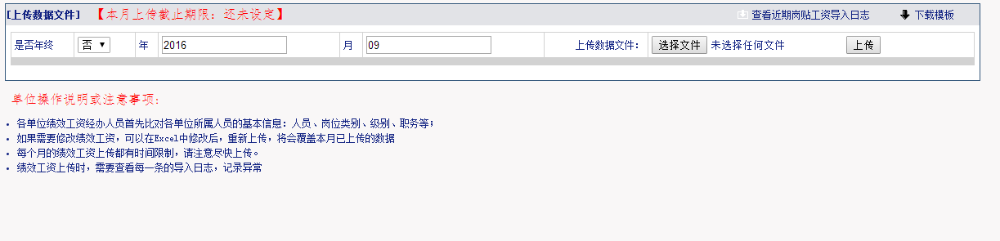 [上传数据文件] 【本月上传截止期限：还未设定】 查看近期岗贴工资导入日志 下载模板
是否年终 否 年 2016 月 09 上传数据文件： 选择文件 未选择任何文件 上传
单位操作说明或注意事项：
• 各单位绩效工资经办人员首先比对各单位所属人员的基本信息：人员、岗位类别、级别、职务等；
• 如果需要修改绩效工资，可以在Excel中修改后，重新上传，将会覆盖本月已上传的数据
• 每个月的绩效工资上传都有时间限制，请注意尽快上传。
• 绩效工资上传时，需要查看每一条的导入日志，记录异常